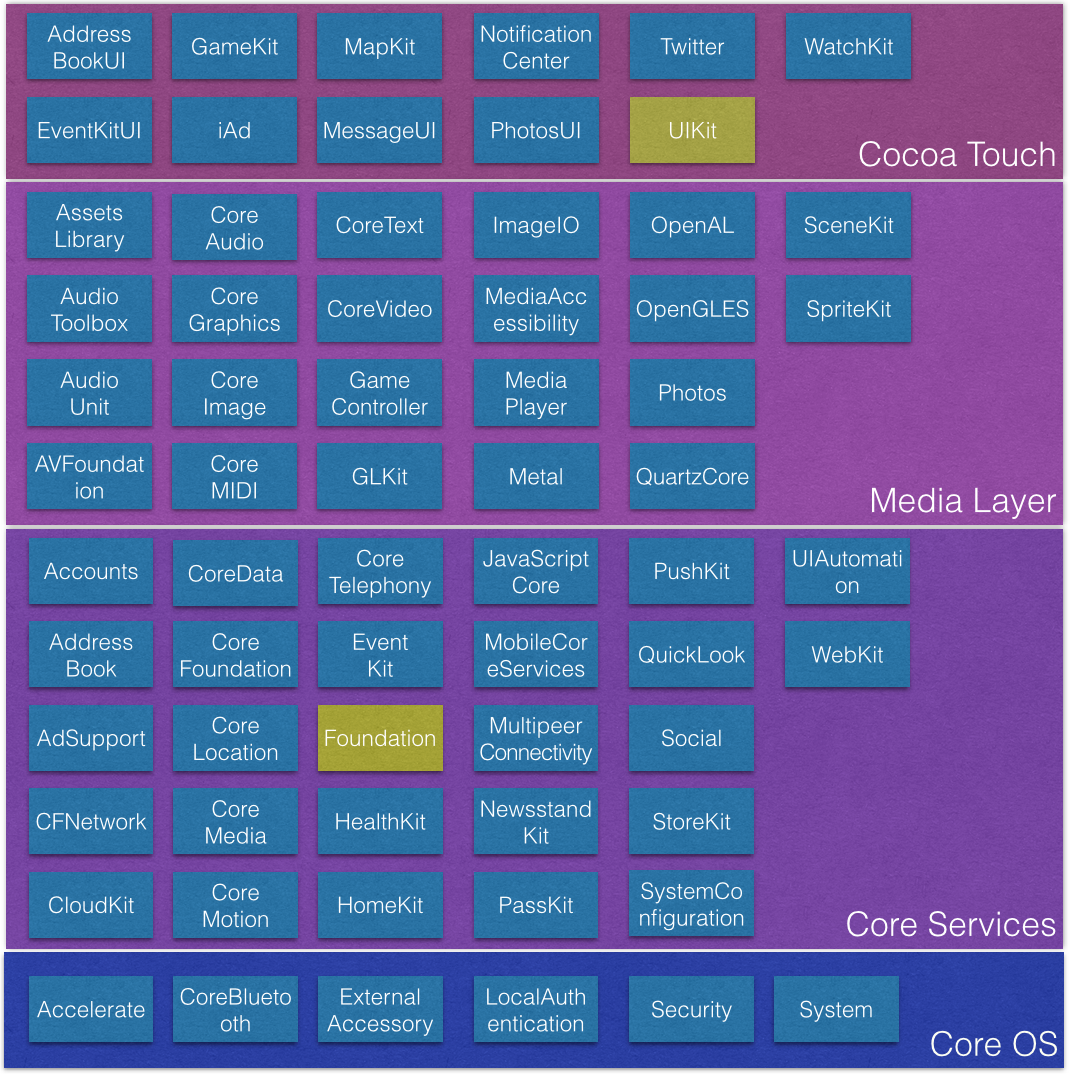 Address
BookUI
GameKit
MapKit
Notification
Center
Twitter
WatchKit
EventKitUI
iAd
MessageUI
PhotosUI
UIKit
Cocoa Touch
Assets
Library
Core
Audio
CoreText
ImageIO
OpenAL
SceneKit
Audio
Toolbox
Core
Graphics
CoreVideo
MediaAcc
essibility
OpenGLES
SpriteKit
Audio
Unit
Core
Image
Game
Controller
Media
Player
Photos
AVFoundat
ion
Core
MIDI
GLKit
Metal
QuartzCore
Media Layer
Accounts
CoreData
Core
Telephony
JavaScript
Core
PushKit
UIAutomati
on
Address
Book
Core
Foundation
Event
Kit
MobileCor
eServices
QuickLook
WebKit
AdSupport
Core
Location
Foundation
Multipeer
Connectivity
Social
CFNetwork
Core
Media
HealthKit
Newsstand
Kit
StoreKit
CloudKit
Core
Motion
HomeKit
PassKit
SystemCo
nfiguration
Core Services
Accelerate
CoreBlueto
oth
External
Accessory
LocalAuth
entication
Security
System
Core OS